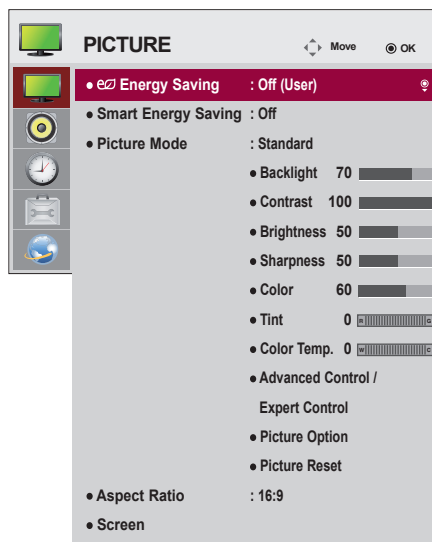 PICTURE Move OK
● eꟹ Energy Saving : Off (User)
● Smart Energy Saving : Off
● Picture Mode : Standard
● Backlight 70
● Contrast 100
● Brightness 50
● Sharpness 50
● Color 60
● Tint 0 R G
● Color Temp. 0 W C
● Advanced Control /
Expert Control
● Picture Option
● Picture Reset
● Aspect Ratio : 16:9
● Screen